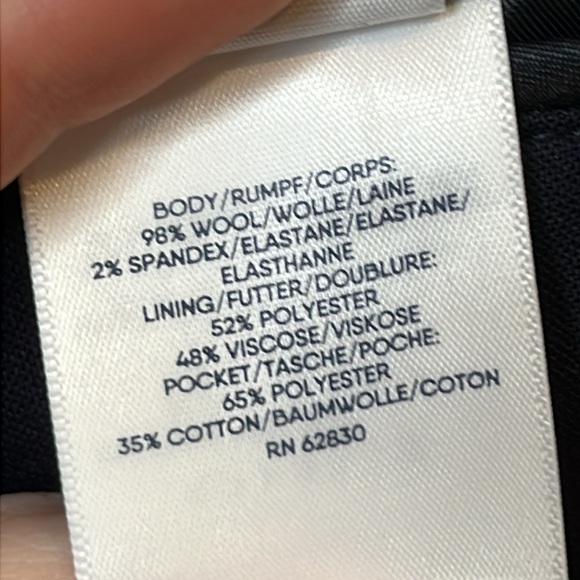 BODY/RUMPF/CORPS:
98% WOOL/WOLLE/LAINE
2% SPANDEX/ELASTANE/ELASTANE/
ELASTHANNE
LINING/FUTTER/DOUBLURE:
52% POLYESTER
48% VISCOSE/VISKOSE
POCKET/TASCHE/POCHE:
65% POLYESTER
35% COTTON/BAUMWOLLE/COTON
RN 62830